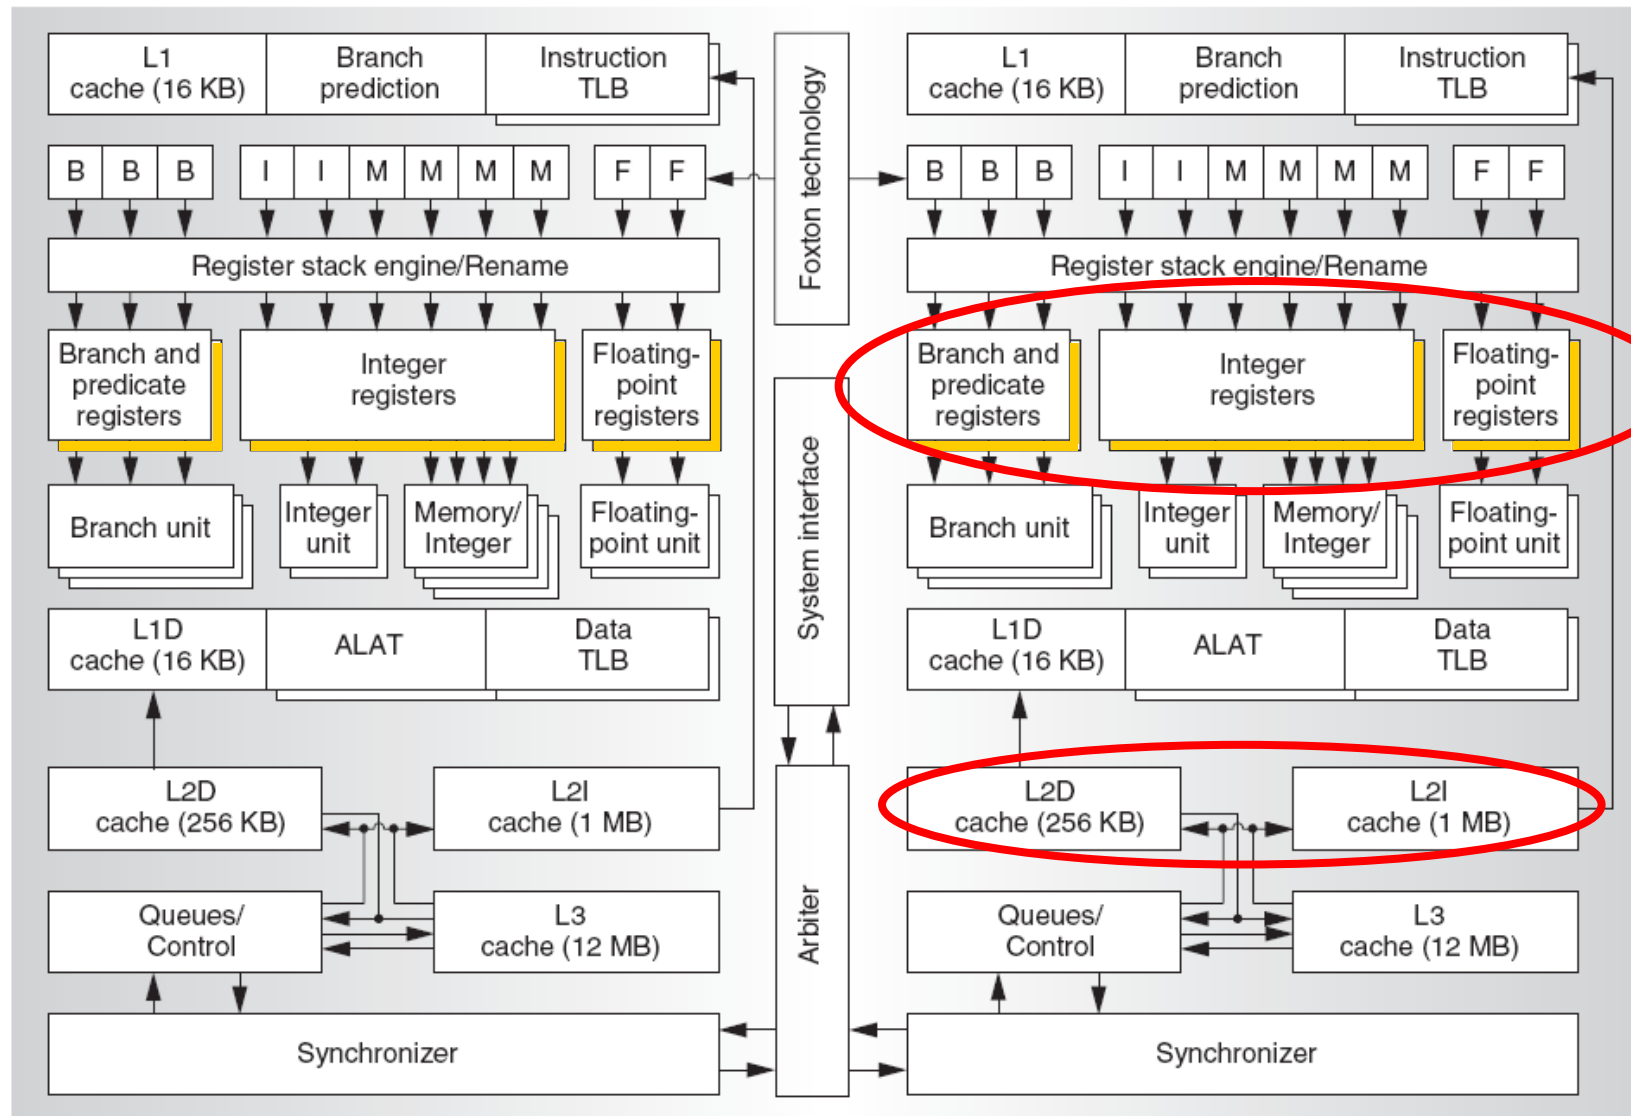 L1
cache (16 KB)
Branch
prediction
Instruction
TLB
B B B
I I M M M M
F F
Register stack engine/Rename
Branch and
predicate
registers
Integer
registers
Floating-
point
registers
Branch unit
Integer
unit
Memory/
Integer
Floating-
point unit
L1D
cache (16 KB)
ALAT
Data
TLB
L2D
cache (256 KB)
L2I
cache (1 MB)
Queues/
Control
L3
cache (12 MB)
Synchronizer
Foxton technology
System interface
Arbiter
L1
cache (16 KB)
Branch
prediction
Instruction
TLB
B B B
I I M M M M
F F
Register stack engine/Rename
Branch and
predicate
registers
Integer
registers
Floating-
point
registers
Branch unit
Integer
unit
Memory/
Integer
Floating-
point unit
L1D
cache (16 KB)
ALAT
Data
TLB
L2D
cache (256 KB)
L2I
cache (1 MB)
Queues/
Control
L3
cache (12 MB)
Synchronizer